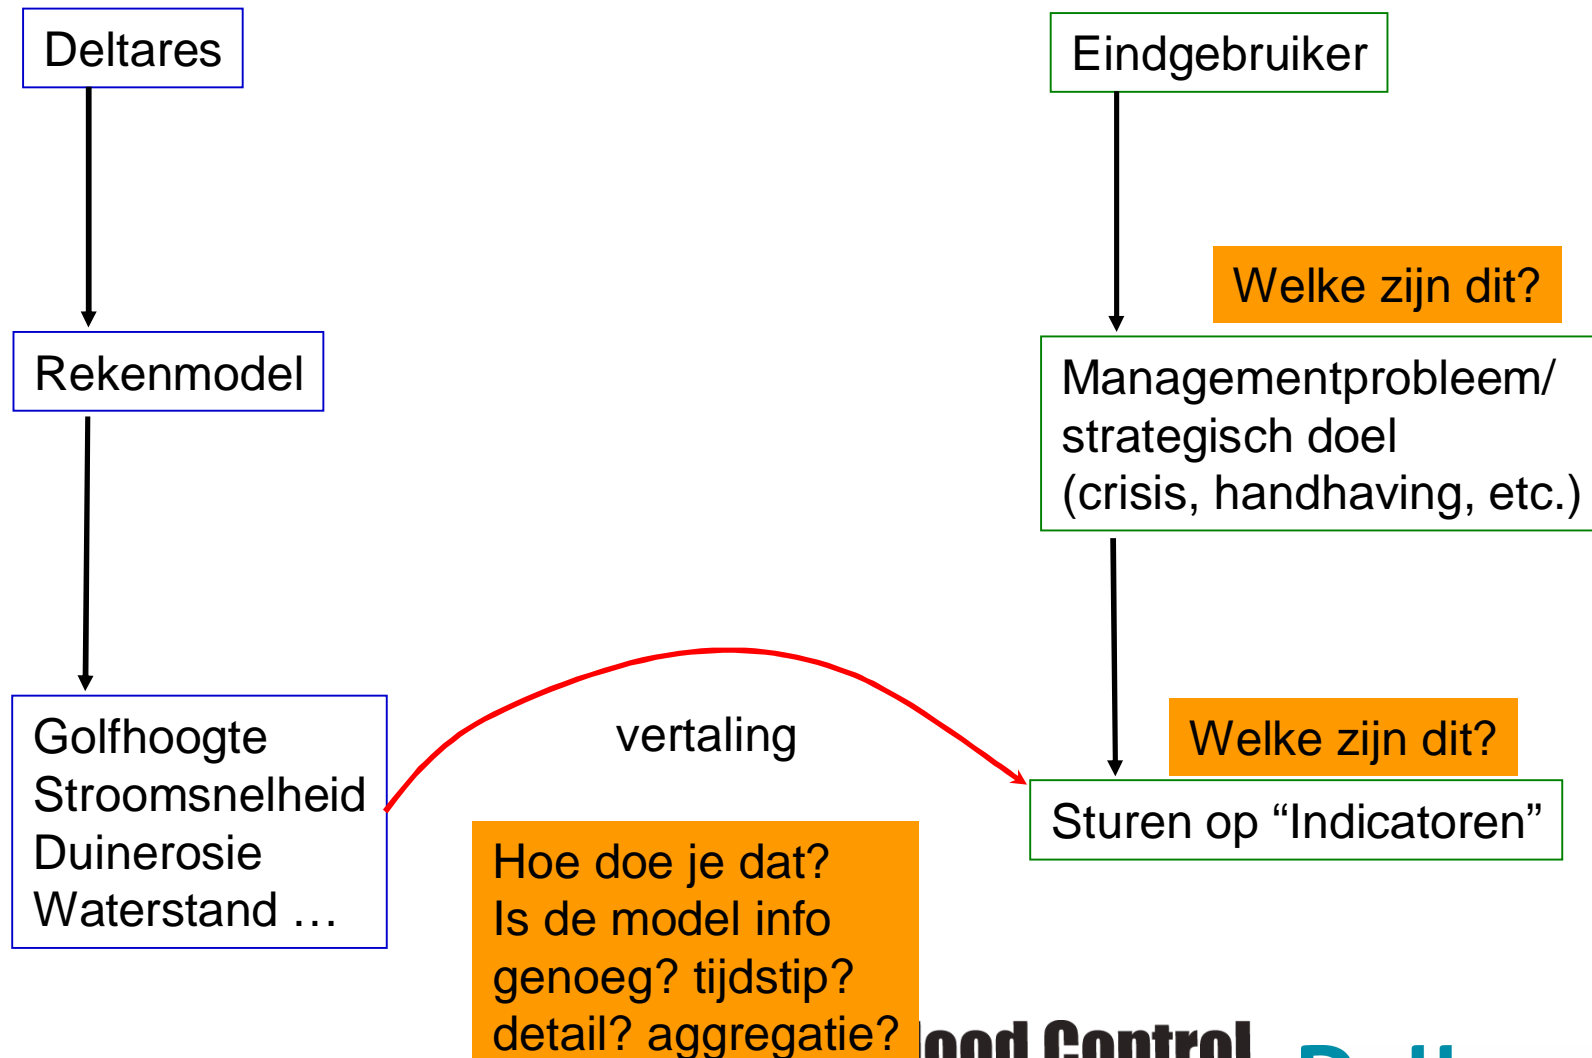 Deltares
Eindgebruiker
Welke zijn dit?
Rekenmodel
Managementprobleem/
strategisch doel
(crisis, handhaving, etc.)
Golfhoogte
Stroomsnelheid
Duinerosie
Waterstand …
vertaling
Welke zijn dit?
Sturen op “Indicatoren”
Hoe doe je dat?
Is de model info
genoeg? tijdstip?
detail? aggregatie?
Control